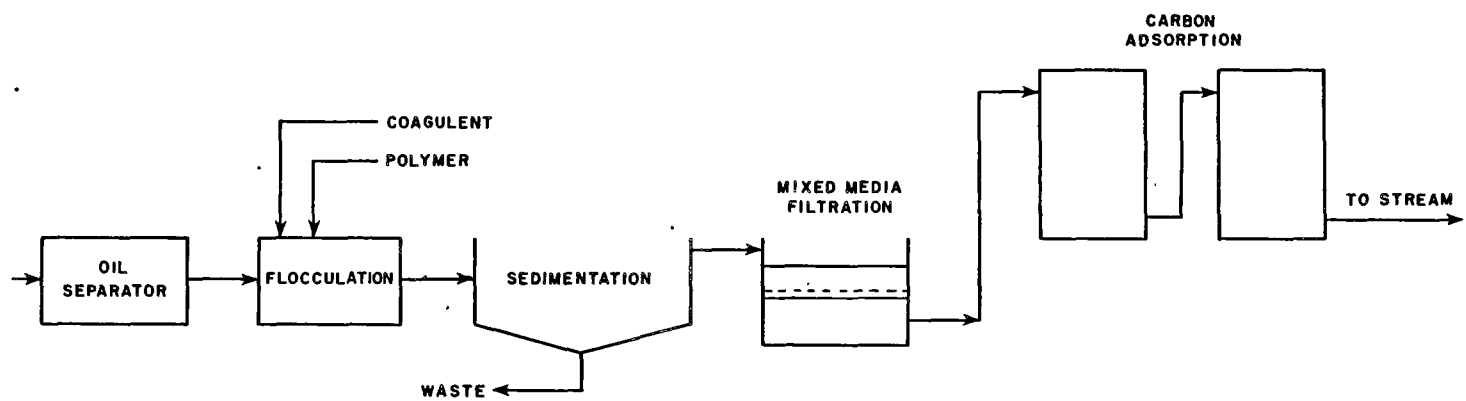 CARBON
ADSORPTION
COAGULENT
POLYMER
MIXED MEDIA
FILTRATION
TO STREAM
OIL
SEPARATOR
FLOCCULATION
SEDIMENTATION
WASTE